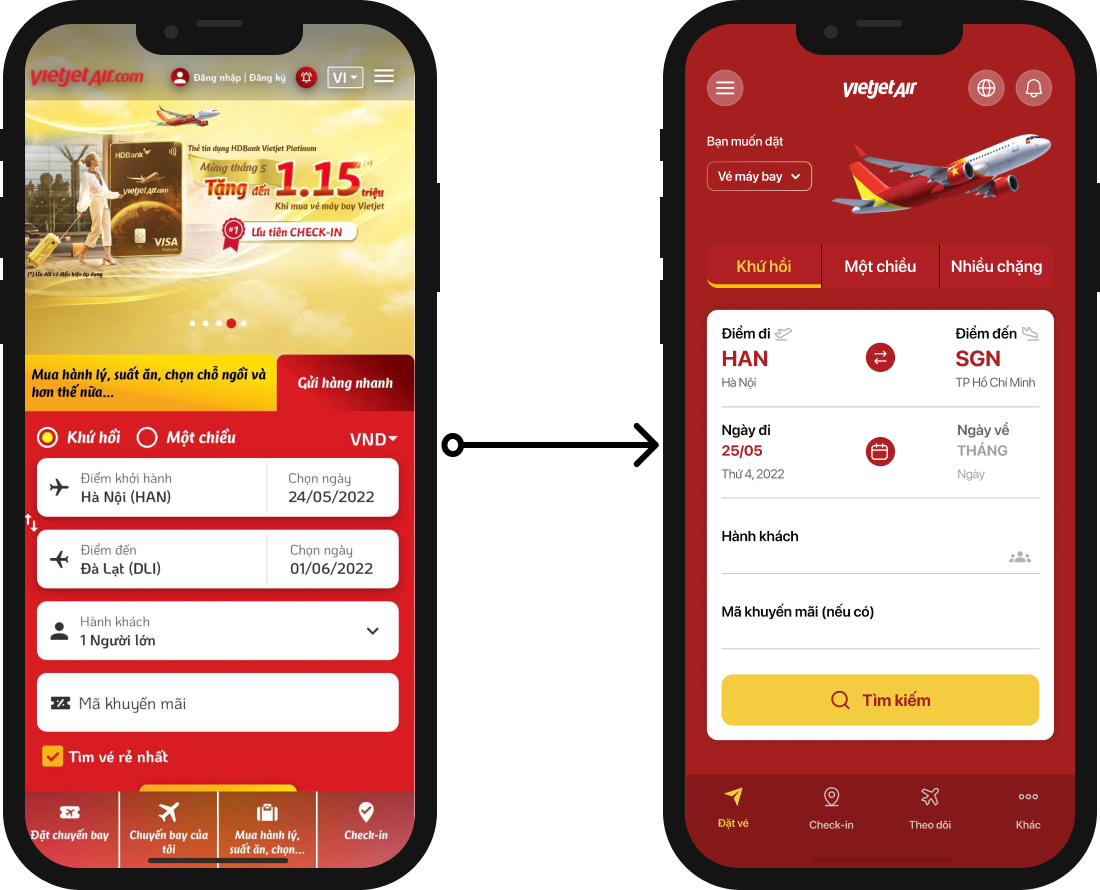 vietjetAir.com
Đăng nhập | Đăng ký
VI
HDBank
vietjetAir.com
VISA
Platinum
Thẻ tín dụng HDBank Vietjet Platinum
Mừng tháng 5
Tặng đến 1.15 triệu
(*)
Khi mua vé máy bay Vietjet
#1
Ưu tiên CHECK-IN
(*) Ưu đãi có điều kiện áp dụng
Mua hành lý, suất ăn, chọn chỗ ngồi và
hơn thế nữa...
Gửi hàng nhanh
Khứ hồi
Một chiều
VND
Điểm khởi hành
Hà Nội (HAN)
Chọn ngày
24/05/2022
Điểm đến
Đà Lạt (DLI)
Chọn ngày
01/06/2022
Hành khách
1 Người lớn
Mã khuyến mãi
Tìm vé rẻ nhất
Đặt chuyến bay
Chuyến bay của
tôi
Mua hành lý,
suất ăn, chọn...
Check-in
vietjetAir
Bạn muốn đặt
Vé máy bay
Khứ hồi
Một chiều
Nhiều chặng
Điểm đi
HAN
Hà Nội
Điểm đến
SGN
TP Hồ Chí Minh
Ngày đi
25/05
Thứ 4, 2022
Ngày về
THÁNG
Ngày
Hành khách
Mã khuyến mãi (nếu có)
Tìm kiếm
Đặt vé
Check-in
Theo dõi
Khác